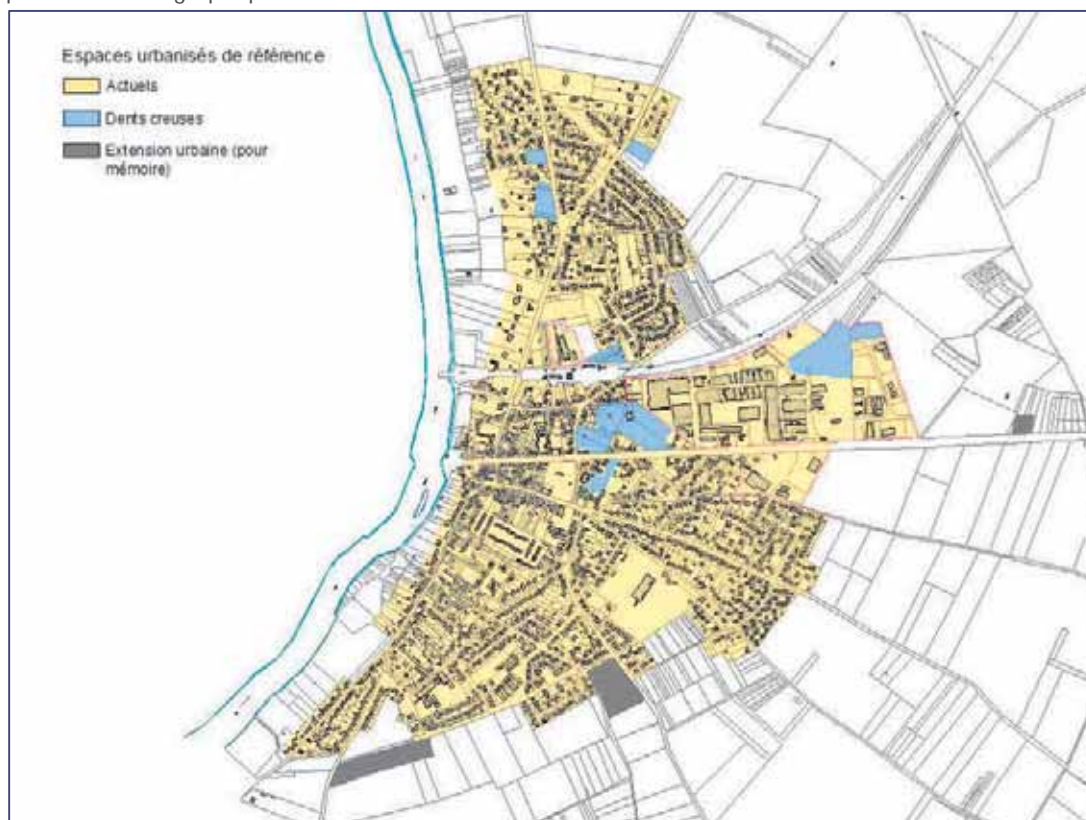 Espaces urbanisés de référence
Actuels
Dents creuses
Extension urbaine (pour
mémoire)